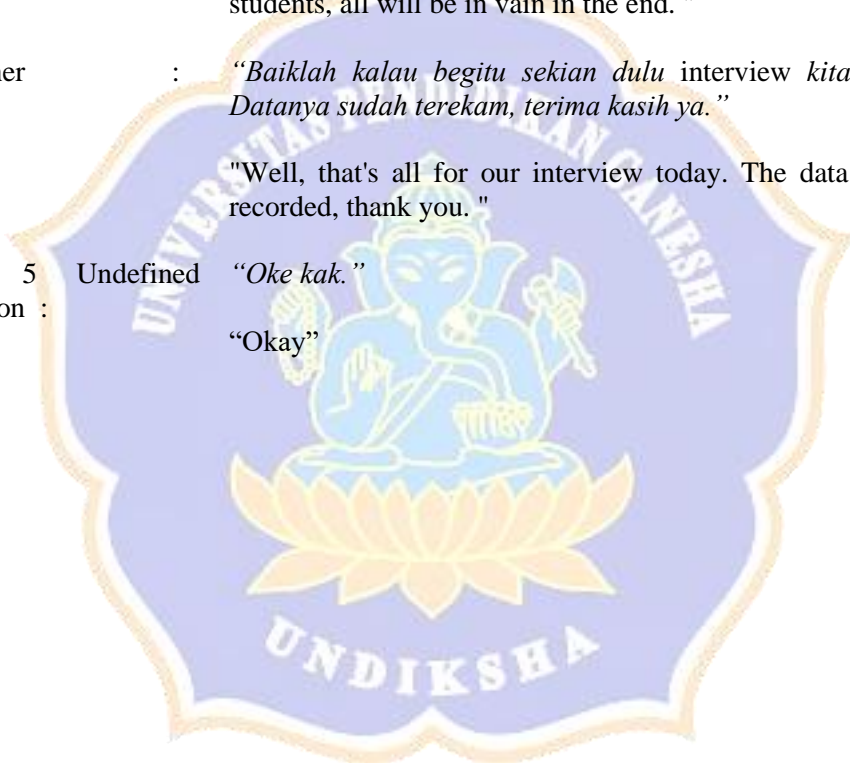 students, all will be in vain in the end. "
her : “Baiklah kalau begitu sekian dulu interview kita
Datanya sudah terekam, terima kasih ya.”
"Well, that's all for our interview today. The data
recorded, thank you. "
5 Undefined “Oke kak.”
on :
“Okay”
UNIVERSITAS PENDIDIKAN GANESHA
UNDIKSHA